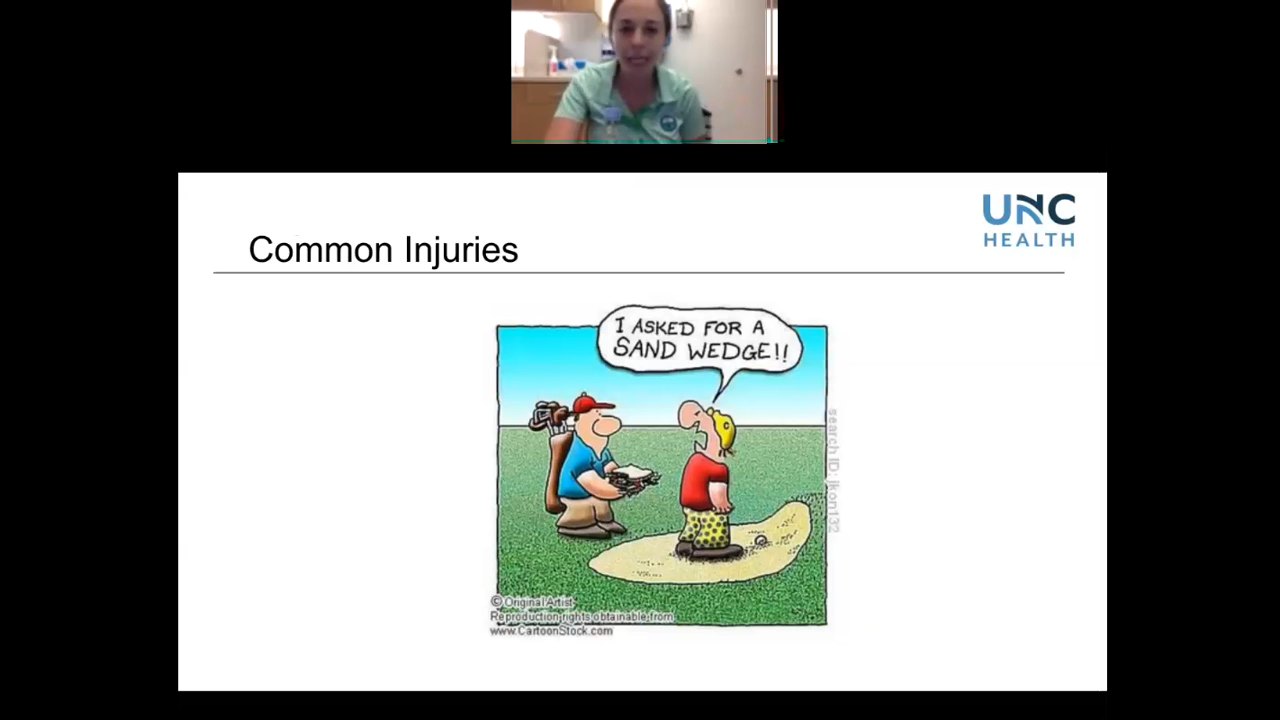 UNC
HEALTH
Common Injuries
I ASKED FOR A
SAND WEDGE!!
search ID: jkon132
© Original Artist
Reproduction rights obtainable from
www.CartoonStock.com